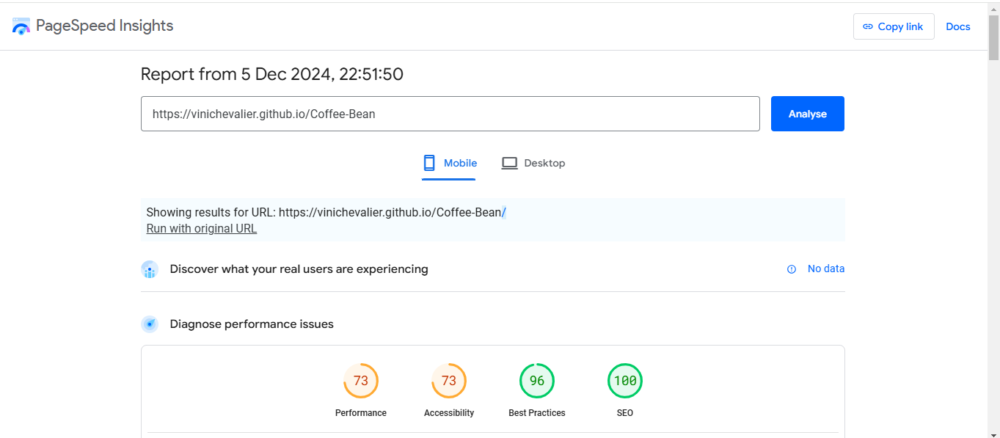 PageSpeed Insights
Copy link
Docs
Report from 5 Dec 2024, 22:51:50
https://vinichevalier.github.io/Coffee-Bean
Analyse
Mobile
Desktop
Showing results for URL: https://vinichevalier.github.io/Coffee-Bean/
Run with original URL
Discover what your real users are experiencing
No data
Diagnose performance issues
73
73
96
100
Performance
Accessibility
Best Practices
SEO